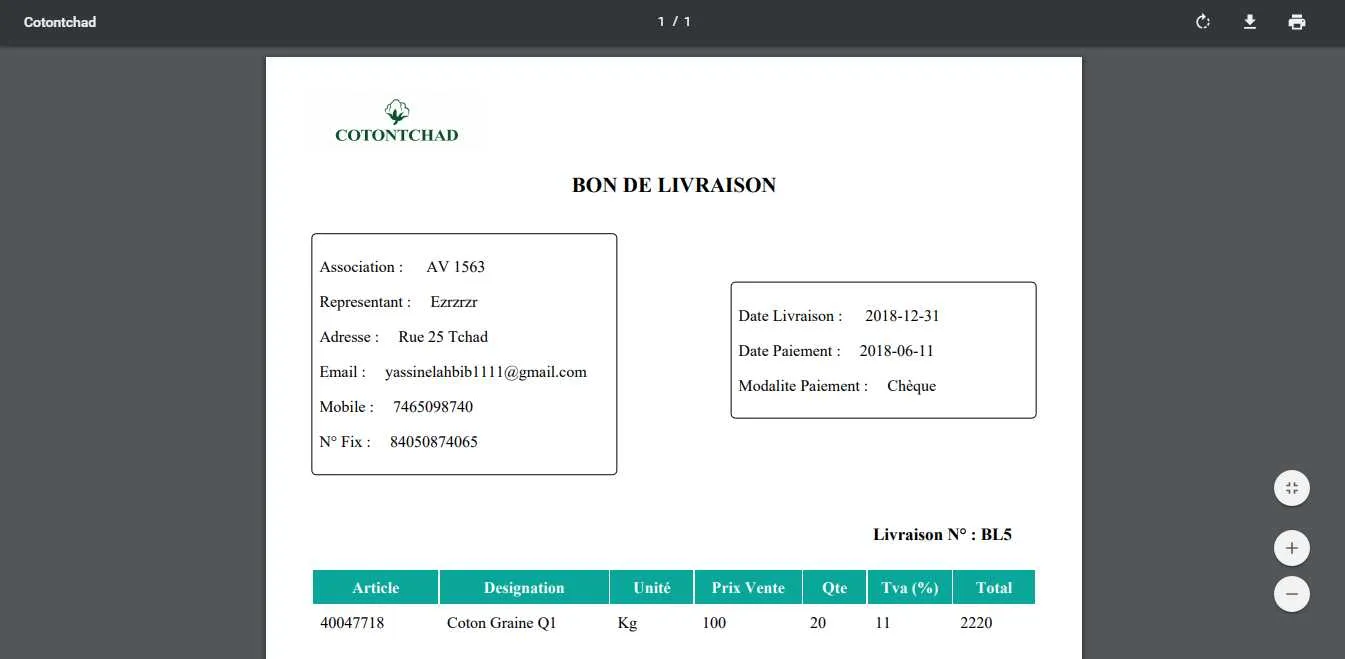 Cotontchad
1 / 1
COTONTCHAD
BON DE LIVRAISON
Association : AV 1563
Representant : Ezrzrzr
Adresse : Rue 25 Tchad
Email : yassinelahbib1111@gmail.com
Mobile : 7465098740
N° Fix : 84050874065
Date Livraison : 2018-12-31
Date Paiement : 2018-06-11
Modalite Paiement : Chèque
Livraison N° : BL5
Article Designation Unité Prix Vente Qte Tva (%) Total
40047718 Coton Graine Q1 Kg 100 20 11 2220